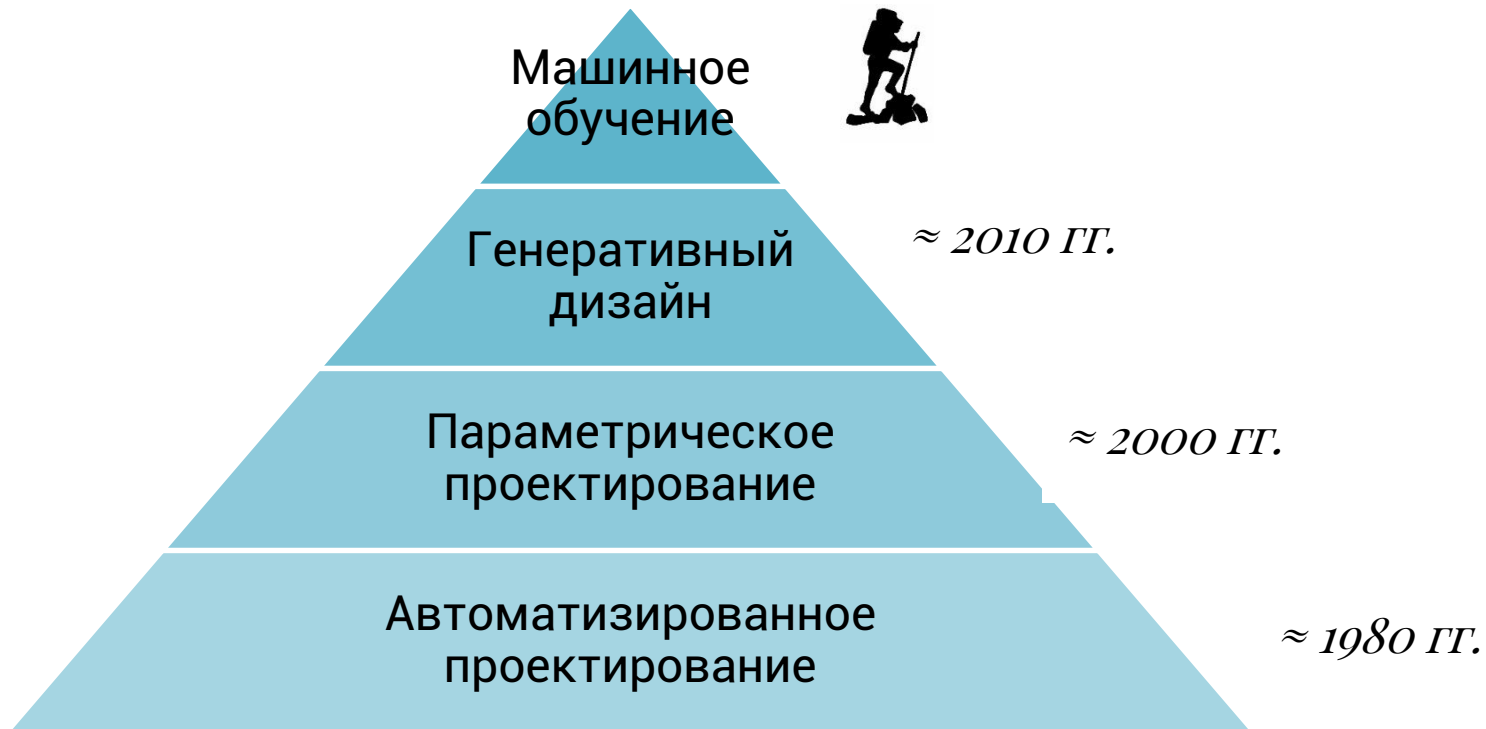 Машинное
обучение
Генеративный
дизайн
≈ 2010 гг.
Параметрическое
проектирование
≈ 2000 гг.
Автоматизированное
проектирование
≈ 1980 гг.